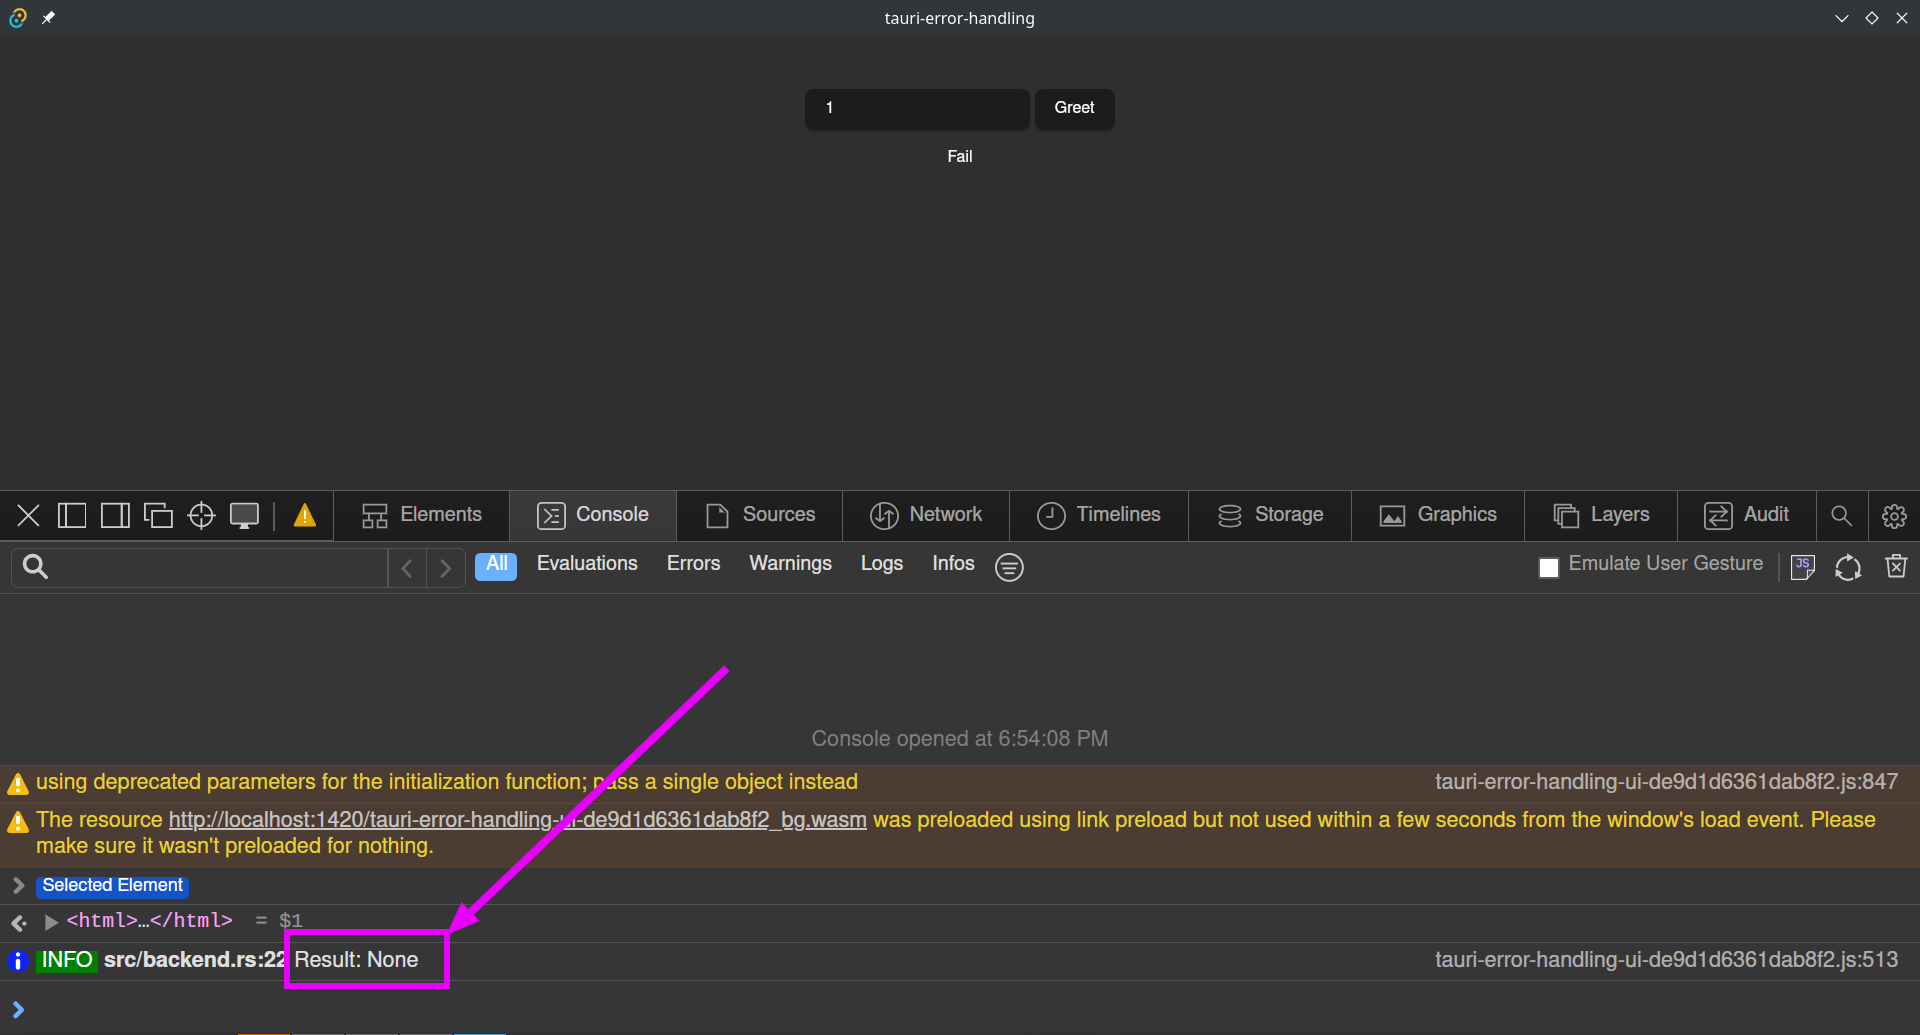 tauri-error-handling
1
Greet
Fail
Elements
Console
Sources
Network
Timelines
Storage
Graphics
Layers
Audit
All
Evaluations
Errors
Warnings
Logs
Infos
Emulate User Gesture
JS
Console opened at 6:54:08 PM
using deprecated parameters for the initialization function; pass a single object instead
tauri-error-handling-ui-de9d1d6361dab8f2.js:847
The resource http://localhost:1420/tauri-error-handling-ui-de9d1d6361dab8f2_bg.wasm was preloaded using link preload but not used within a few seconds from the window's load event. Please
make sure it wasn't preloaded for nothing.
Selected Element
<html>…</html> = $1
INFO src/backend.rs:22 Result: None
tauri-error-handling-ui-de9d1d6361dab8f2.js:513